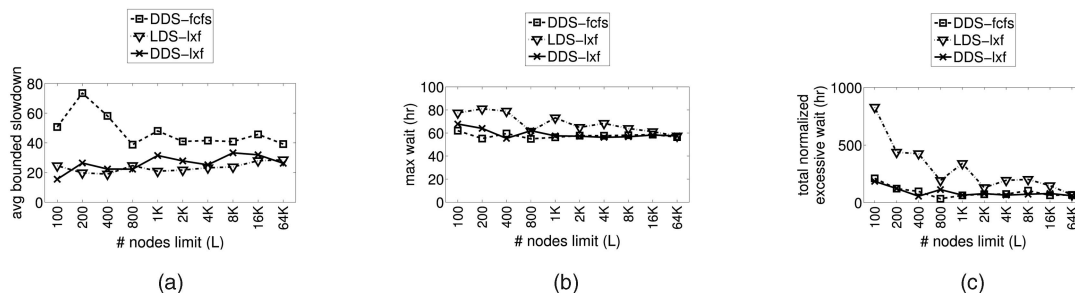 DDS-fcfs
LDS-lxf
DDS-lxf
avg bounded slowdown
80
60
40
20
0
100
200
400
800
1K
2K
4K
8K
16K
64K
# nodes limit (L)
(a)
DDS-fcfs
LDS-lxf
DDS-lxf
max wait (hr)
100
80
60
40
20
0
100
200
400
800
1K
2K
4K
8K
16K
64K
# nodes limit (L)
(b)
DDS-fcfs
LDS-lxf
DDS-lxf
total normalized
excessive wait (hr)
1000
500
0
100
200
400
800
1K
2K
4K
8K
16K
64K
# nodes limit (L)
(c)